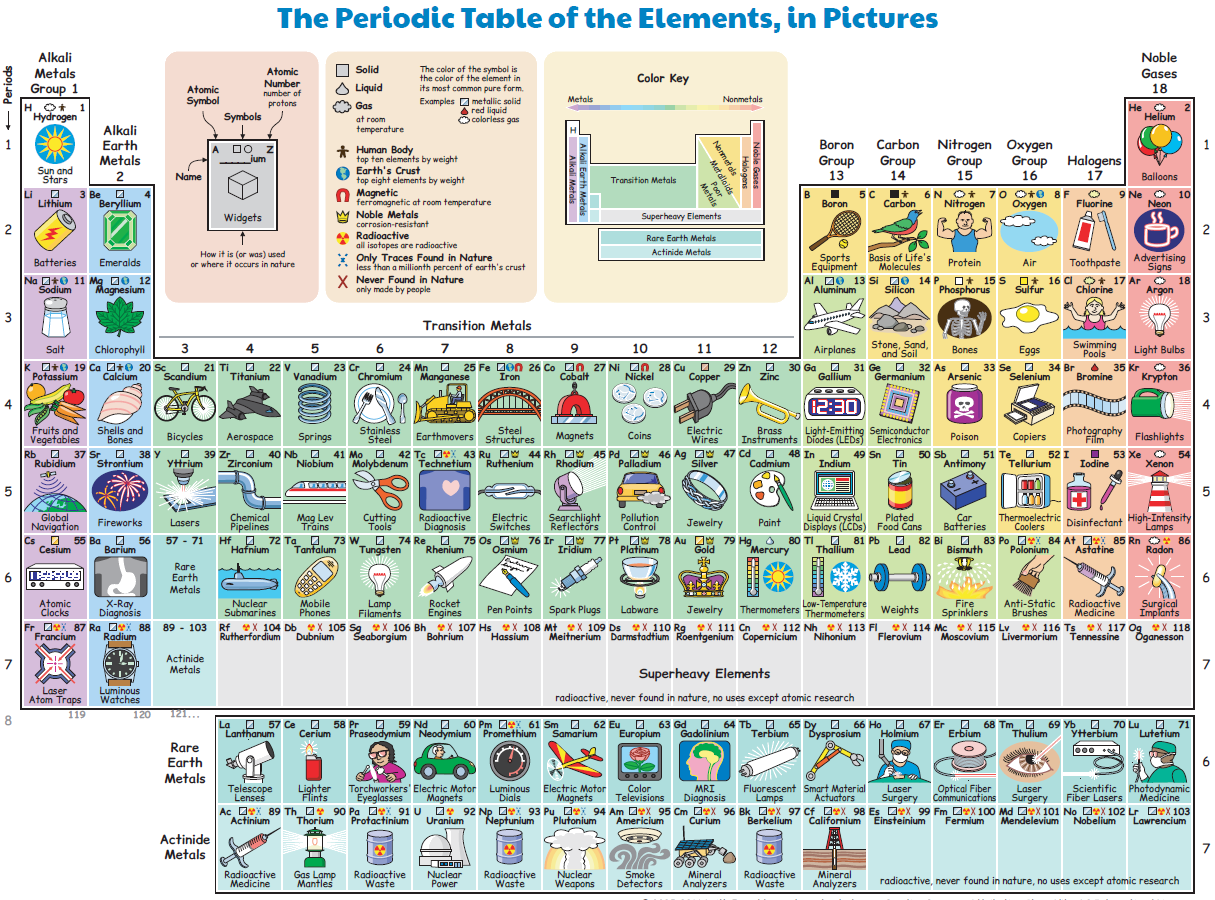 The Periodic Table of the Elements, in Pictures
Periods
Alkali
Metals
Group 1
Alkali
Earth
Metals
2
Atomic
Symbol
Atomic
Number
number of
protons
Symbols
A Z
ium
Name
Widgets
How it is (or was) used
or where it occurs in nature
Solid
Liquid
Gas
at room
temperature
The color of the symbol is
the color of the element in
its most common pure form.
Examples
metallic solid
red liquid
colorless gas
Human Body
top ten elements by weight
Earth's Crust
top eight elements by weight
Magnetic
ferromagnetic at room temperature
Noble Metals
corrosion-resistant
Radioactive
all isotopes are radioactive
Only Traces Found in Nature
less than a millionth percent of earth's crust
Never Found in Nature
only made by people
Color Key
Metals
Nonmetals
H
Alkali Metals
Alkali Earth Metals
Transition Metals
Poor Metals
Metalloids
Nonmetals
Halogens
Noble Gases
Superheavy Elements
Rare Earth Metals
Actinide Metals
Boron
Group
13
Carbon
Group
14
Nitrogen
Group
15
Oxygen
Group
16
Halogens
17
Noble
Gases
18
1
H 1
Hydrogen
Sun and
Stars
He 2
Helium
Balloons
1
2
Li 3
Lithium
Batteries
Be 4
Beryllium
Emeralds
B 5
Boron
Sports
Equipment
C 6
Carbon
Basis of Life's
Molecules
N 7
Nitrogen
Protein
O 8
Oxygen
Air
F 9
Fluorine
Toothpaste
Ne 10
Neon
Advertising
Signs
2
3
Na 11
Sodium
Salt
Mg 12
Magnesium
Chlorophyll
Al 13
Aluminum
Airplanes
Si 14
Silicon
Stone, Sand,
and Soil
P 15
Phosphorus
Bones
S 16
Sulfur
Eggs
Cl 17
Chlorine
Swimming
Pools
Ar 18
Argon
Light Bulbs
3
Transition Metals
3 4 5 6 7 8 9 10 11 12
4
K 19
Potassium
Fruits and
Vegetables
Ca 20
Calcium
Shells and
Bones
Sc 21
Scandium
Bicycles
Ti 22
Titanium
Aerospace
V 23
Vanadium
Springs
Cr 24
Chromium
Stainless
Steel
Mn 25
Manganese
Earthmovers
Fe 26
Iron
Steel
Structures
Co 27
Cobalt
Magnets
Ni 28
Nickel
Coins
Cu 29
Copper
Electric
Wires
Zn 30
Zinc
Brass
Instruments
Ga 31
Gallium
12:30
Light-Emitting
Diodes (LEDs)
Ge 32
Germanium
Semiconductor
Electronics
As 33
Arsenic
Poison
Se 34
Selenium
Copiers
Br 35
Bromine
Photography
Film
Kr 36
Krypton
Flashlights
4
5
Rb 37
Rubidium
Global
Navigation
Sr 38
Strontium
Fireworks
Y 39
Yttrium
Lasers
Zr 40
Zirconium
Chemical
Pipelines
Nb 41
Niobium
Mag Lev
Trains
Mo 42
Molybdenum
Cutting
Tools
Tc 43
Technetium
Radioactive
Diagnosis
Ru 44
Ruthenium
Electric
Switches
Rh 45
Rhodium
Searchlight
Reflectors
Pd 46
Palladium
Pollution
Control
Ag 47
Silver
Jewelry
Cd 48
Cadmium
Paint
In 49
Indium
Liquid Crystal
Displays (LCDs)
Sn 50
Tin
Plated
Food Cans
Sb 51
Antimony
Car
Batteries
Te 52
Tellurium
Thermoelectric
Coolers
I 53
Iodine
Disinfectant
Xe 54
Xenon
High-Intensity
Lamps
5
6
Cs 55
Cesium
Atomic
Clocks
Ba 56
Barium
X-Ray
Diagnosis
57 - 71
Rare
Earth
Metals
Hf 72
Hafnium
Nuclear
Submarines
Ta 73
Tantalum
Mobile
Phones
W 74
Tungsten
Lamp
Filaments
Re 75
Rhenium
Rocket
Engines
Os 76
Osmium
Pen Points
Ir 77
Iridium
Spark Plugs
Pt 78
Platinum
Labware
Au 79
Gold
Jewelry
Hg 80
Mercury
Thermometers
Tl 81
Thallium
Low-Temperature
Thermometers
Pb 82
Lead
Weights
Bi 83
Bismuth
Fire
Sprinklers
Po 84
Polonium
Anti-Static
Brushes
At 85
Astatine
Radioactive
Medicine
Rn 86
Radon
Surgical
Implants
6
7
Fr 87
Francium
Laser
Atom Traps
Ra 88
Radium
Luminous
Watches
89 - 103
Actinide
Metals
Rf 104
Rutherfordium
Db 105
Dubnium
Sg 106
Seaborgium
Bh 107
Bohrium
Hs 108
Hassium
Mt 109
Meitnerium
Ds 110
Darmstadtium
Rg 111
Roentgenium
Cn 112
Copernicium
Nh 113
Nihonium
Fl 114
Flerovium
Mc 115
Moscovium
Lv 116
Livermorium
Ts 117
Tennessine
Og 118
Oganesson
Superheavy Elements
radioactive, never found in nature, no uses except atomic research
7
8
119 120 121...
Rare
Earth
Metals
La 57
Lanthanum
Telescope
Lenses
Ce 58
Cerium
Lighter
Flints
Pr 59
Praseodymium
Torchworkers'
Eyeglasses
Nd 60
Neodymium
Electric Motor
Magnets
Pm 61
Promethium
Luminous
Dials
Sm 62
Samarium
Electric Motor
Magnets
Eu 63
Europium
Color
Televisions
Gd 64
Gadolinium
MRI
Diagnosis
Tb 65
Terbium
Fluorescent
Lamps
Dy 66
Dysprosium
Smart Material
Actuators
Ho 67
Holmium
Laser
Surgery
Er 68
Erbium
Optical Fiber
Communications
Tm 69
Thulium
Laser
Surgery
Yb 70
Ytterbium
Scientific
Fiber Lasers
Lu 71
Lutetium
Photodynamic
Medicine
6
Actinide
Metals
Ac 89
Actinium
Radioactive
Medicine
Th 90
Thorium
Gas Lamp
Mantles
Pa 91
Protactinium
Radioactive
Waste
U 92
Uranium
Nuclear
Power
Np 93
Neptunium
Radioactive
Waste
Pu 94
Plutonium
Nuclear
Weapons
Am 95
Americium
Smoke
Detectors
Cm 96
Curium
Mineral
Analyzers
Bk 97
Berkelium
Radioactive
Waste
Cf 98
Californium
Mineral
Analyzers
Es 99
Einsteinium
Fm 100
Fermium
Md 101
Mendelevium
No 102
Nobelium
Lr 103
Lawrencium
radioactive, never found in nature, no uses except atomic research
7